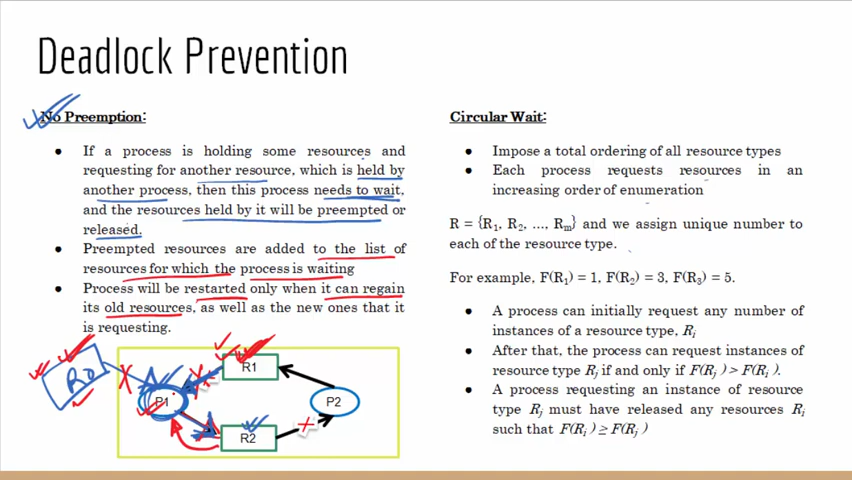 Deadlock Prevention
No Preemption:
If a process is holding some resources and
requesting for another resource, which is held by
another process, then this process needs to wait,
and the resources held by it will be preempted or
released.
Preempted resources are added to the list of
resources for which the process is waiting
Process will be restarted only when it can regain
its old resources, as well as the new ones that it
is requesting.
R0
R1
P1
P2
R2
Circular Wait:
Impose a total ordering of all resource types
Each process requests resources in an
increasing order of enumeration
R = {R1, R2, ..., Rm} and we assign unique number to
each of the resource type.
For example, F(R1) = 1, F(R2) = 3, F(R3) = 5.
A process can initially request any number of
instances of a resource type, Ri
After that, the process can request instances of
resource type Rj if and only if F(Rj ) > F(Ri ).
A process requesting an instance of resource
type Rj must have released any resources Ri
such that F(Ri ) ≥ F(Rj )